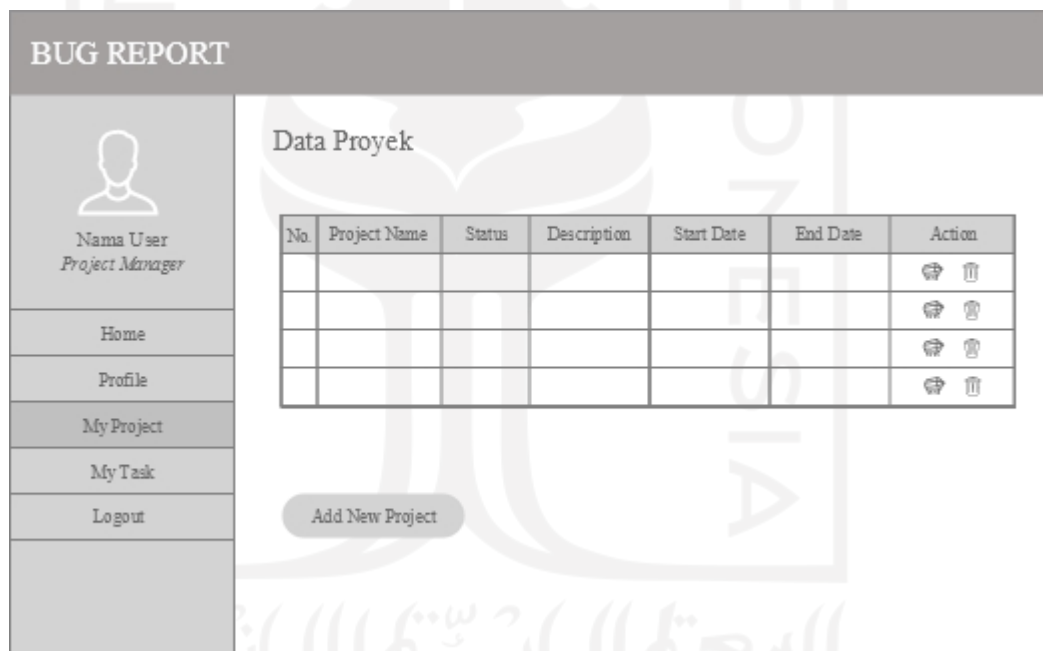 BUG REPORT
Nama User
Project Manager
Home
Profile
My Project
My Task
Logout
Data Proyek
No. Project Name Status Description Start Date End Date Action
Add New Project
ONESIA